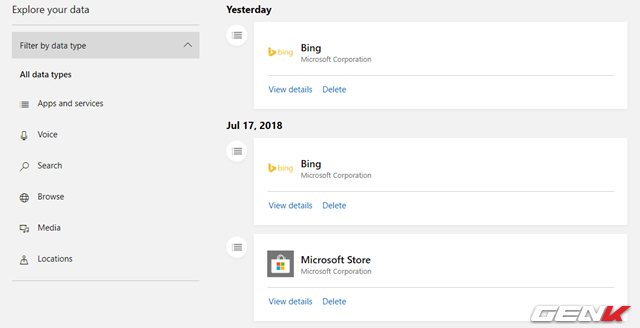 Explore your data
Filter by data type
All data types
Apps and services
Voice
Search
Browse
Media
Locations
Yesterday
bing
Bing
Microsoft Corporation
View details Delete
Jul 17, 2018
bing
Bing
Microsoft Corporation
View details Delete
Microsoft Store
Microsoft Corporation
View details Delete
GENK